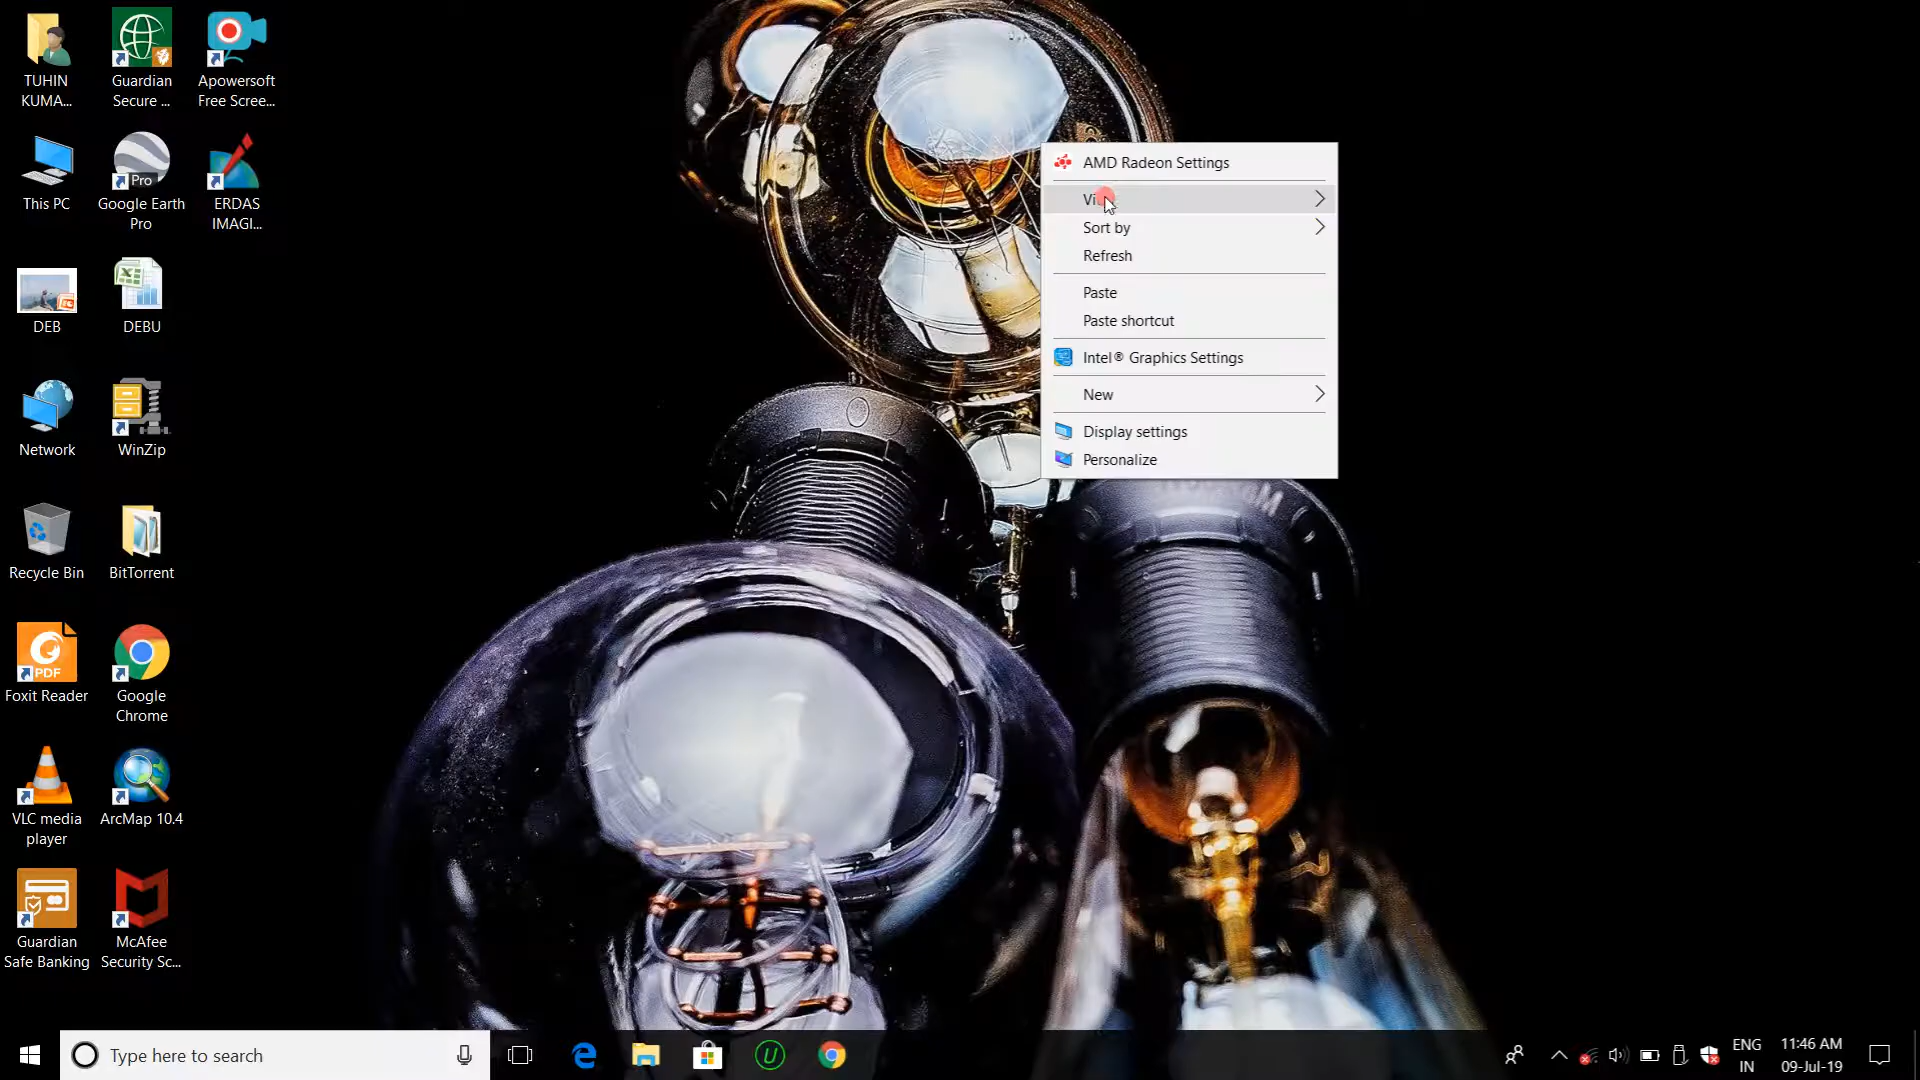 TUHIN
KUMA...
Guardian
Secure ...
Apowersoft
Free Scree...
This PC
Pro
Google Earth
Pro
ERDAS
IMAGI...
DEB
DEBU
Network
WinZip
Recycle Bin
BitTorrent
PDF
Foxit Reader
Google
Chrome
VLC media
player
ArcMap 10.4
Guardian
Safe Banking
McAfee
Security Sc...
AMD Radeon Settings
Sort by
Refresh
Paste
Paste shortcut
Intel® Graphics Settings
New
Display settings
Personalize
Type here to search
ENG
IN
11:46 AM
09-Jul-19